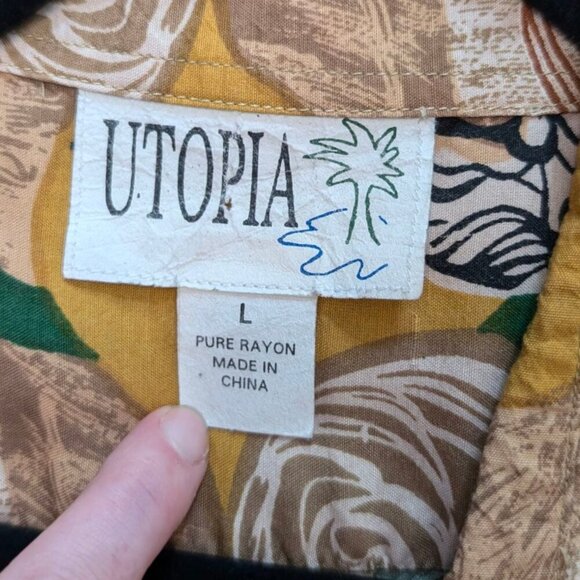 UTOPIA
L
PURE RAYON
MADE IN
CHINA